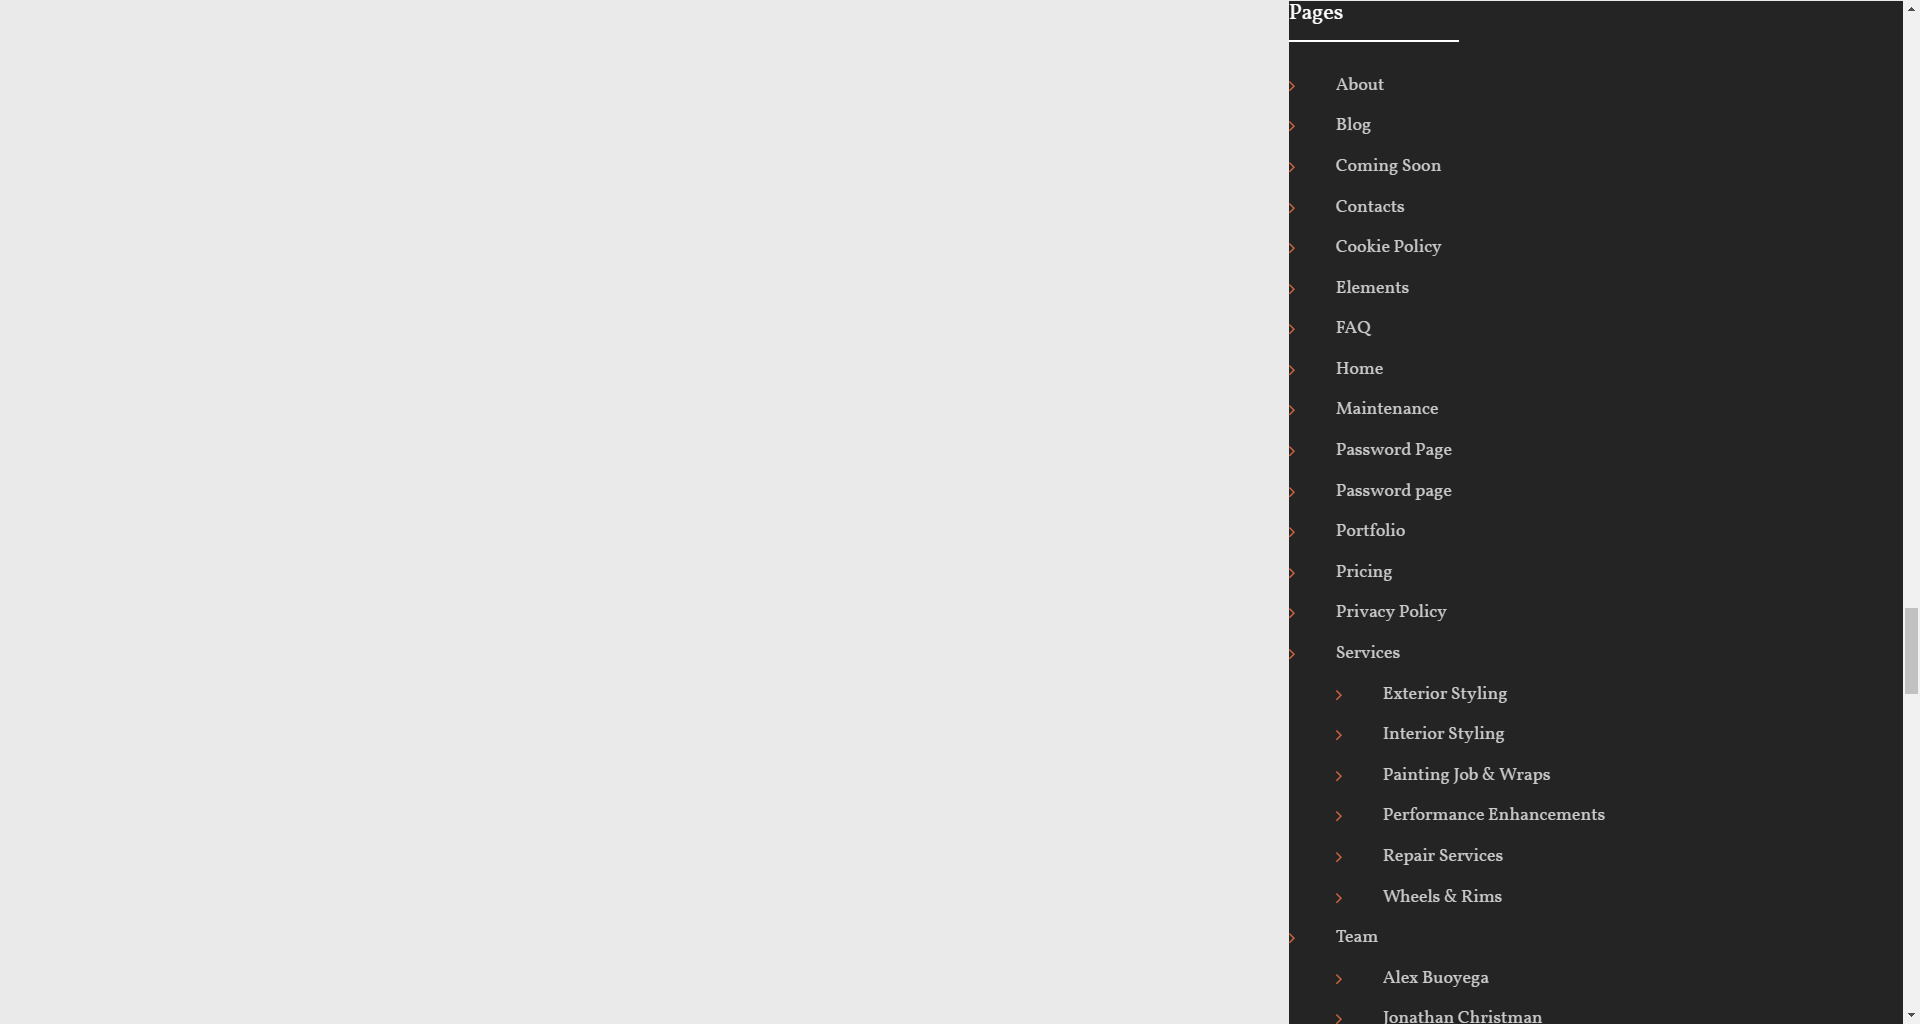 Pages
About
Blog
Coming Soon
Contacts
Cookie Policy
Elements
FAQ
Home
Maintenance
Password Page
Password page
Portfolio
Pricing
Privacy Policy
Services
Exterior Styling
Interior Styling
Painting Job & Wraps
Performance Enhancements
Repair Services
Wheels & Rims
Team
Alex Buoyega
Jonathan Christman